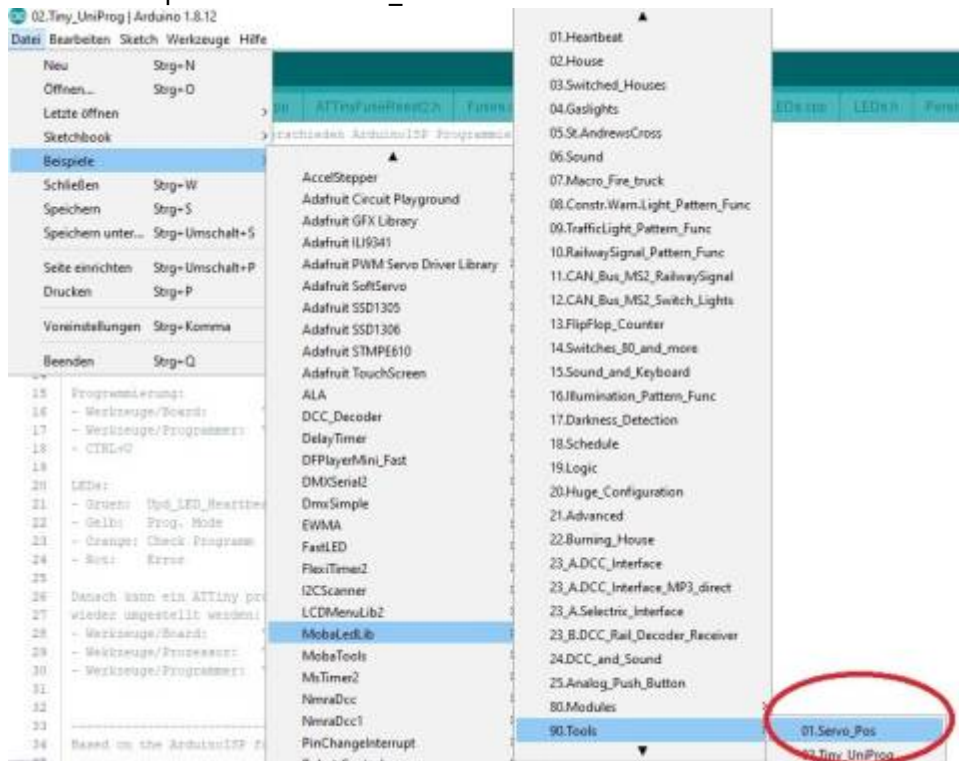 02.Tiny_UniProg | Arduino 1.8.12
Datei Bearbeiten Sketch Werkzeuge Hilfe
Neu Strg+N
Öffnen... Strg+O
Letzte öffnen
Sketchbook
Beispiele
Schließen Strg+W
Speichern Strg+S
Speichern unter... Strg+Umschalt+S
Seite einrichten Strg+Umschalt+P
Drucken Strg+P
Voreinstellungen Strg+Komma
Beenden Strg+Q
15 Programmierung:
16 - Werkzeuge/Board:
17 - Werkzeuge/Programmer:
18 - CTRL+U
19
20 LEDs:
21 - Gruen: Upd_LED_Heartbea
22 - Gelb: Prog. Mode
23 - Orange: Check Programm
24 - Rot: Error
25
26 Danach kann ein ATTiny pro
27 wieder umgestellt werden:
28 - Werkzeuge/Board:
29 - Werkzeuge/Prozessor:
30 - Werkzeuge/Programmer:
31
32
33
34 Based on the ArduinoISP
ATTinyFusePreset2.h
LEDs.cpp LEDs.h
AccelStepper
Adafruit Circuit Playground
Adafruit GFX Library
Adafruit ILI9341
Adafruit PWM Servo Driver Library
Adafruit SoftServo
Adafruit SSD1305
Adafruit SSD1306
Adafruit STMPE610
Adafruit TouchScreen
ALA
DCC_Decoder
DelayTimer
DFPlayerMini_Fast
DMXSerial2
DmxSimple
EWMA
FastLED
FlexiTimer2
I2CScanner
LCDMenuLib2
MobaLedLib
MobaTools
MsTimer2
NmraDcc
NmraDcc1
PinChangeInterrupt
01.Heartbeat
02.House
03.Switched_Houses
04.Gaslights
05.St.AndrewsCross
06.Sound
07.Macro_Fire_truck
08.Constr.Warn.Light_Pattern_Func
09.TrafficLight_Pattern_Func
10.RailwaySignal_Pattern_Func
11.CAN_Bus_MS2_RailwaySignal
12.CAN_Bus_MS2_Switch_Lights
13.FlipFlop_Counter
14.Switches_80_and_more
15.Sound_and_Keyboard
16.Illumination_Pattern_Func
17.Darkness_Detection
18.Schedule
19.Logic
20.Huge_Configuration
21.Advanced
22.Burning_House
23_A.DCC_Interface
23_A.DCC_Interface_MP3_direct
23_A.Selectrix_Interface
23_B.DCC_Rail_Decoder_Receiver
24.DCC_and_Sound
25.Analog_Push_Button
80.Modules
90.Tools
01.Servo_Pos
02.Tiny_UniProg